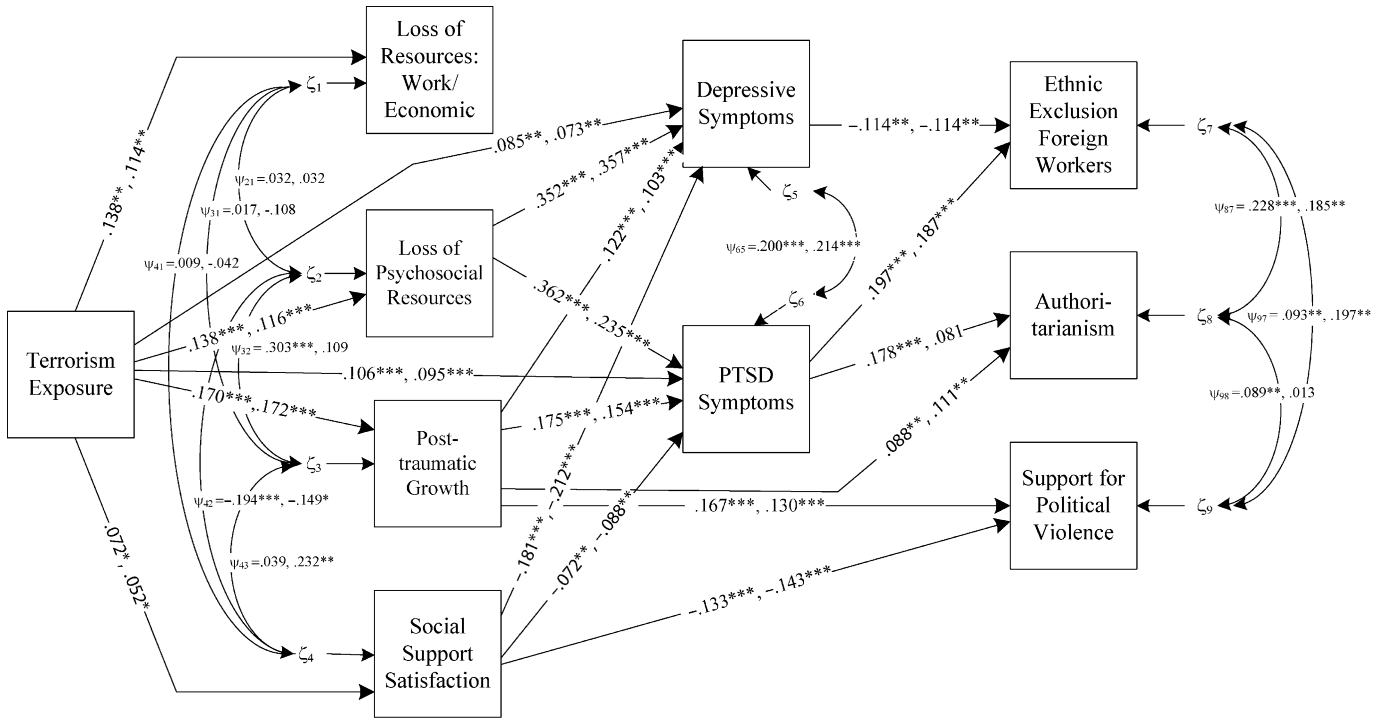 Loss of
Resources:
Work/
Economic
ζ1
.138**, .114**
ψ21=.032, .032
ψ31=.017, -.108
ψ41=.009, -.042
Loss of
Psychosocial
Resources
ζ2
.138***, .116***
ψ32=.303***, .109
Terrorism
Exposure
.106***, .095***
.170***,.172***
Post-
traumatic
Growth
ζ3
ψ42=−.194***, −.149*
ψ43=.039, .232**
.072*, .052*
Social
Support
Satisfaction
ζ4
.085**, .073**
.352***, .357***
.122***, .103***
.362***, .235***
.175***, .154***
-.181***, -.212***
-.072**, -.088**
.167***, .130***
−.133***, −.143***
Depressive
Symptoms
ζ5
ψ65=.200***, .214***
ζ6
PTSD
Symptoms
−.114**, −.114**
.197***, .187***
.178***, .081
.088**, .111**
Ethnic
Exclusion
Foreign
Workers
ζ7
Authori-
tarianism
ζ8
Support for
Political
Violence
ζ9
ψ87= .228***, .185**
ψ97=.093**, .197**
ψ98=.089**, .013